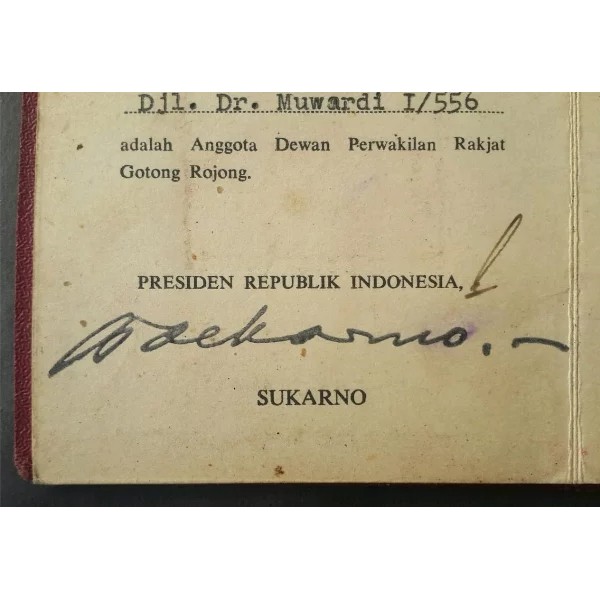 Djl. Dr. Muwardi I/556
adalah Anggota Dewan Perwakilan Rakjat
Gotong Rojong.
PRESIDEN REPUBLIK INDONESIA,
Soekarno.-
SUKARNO